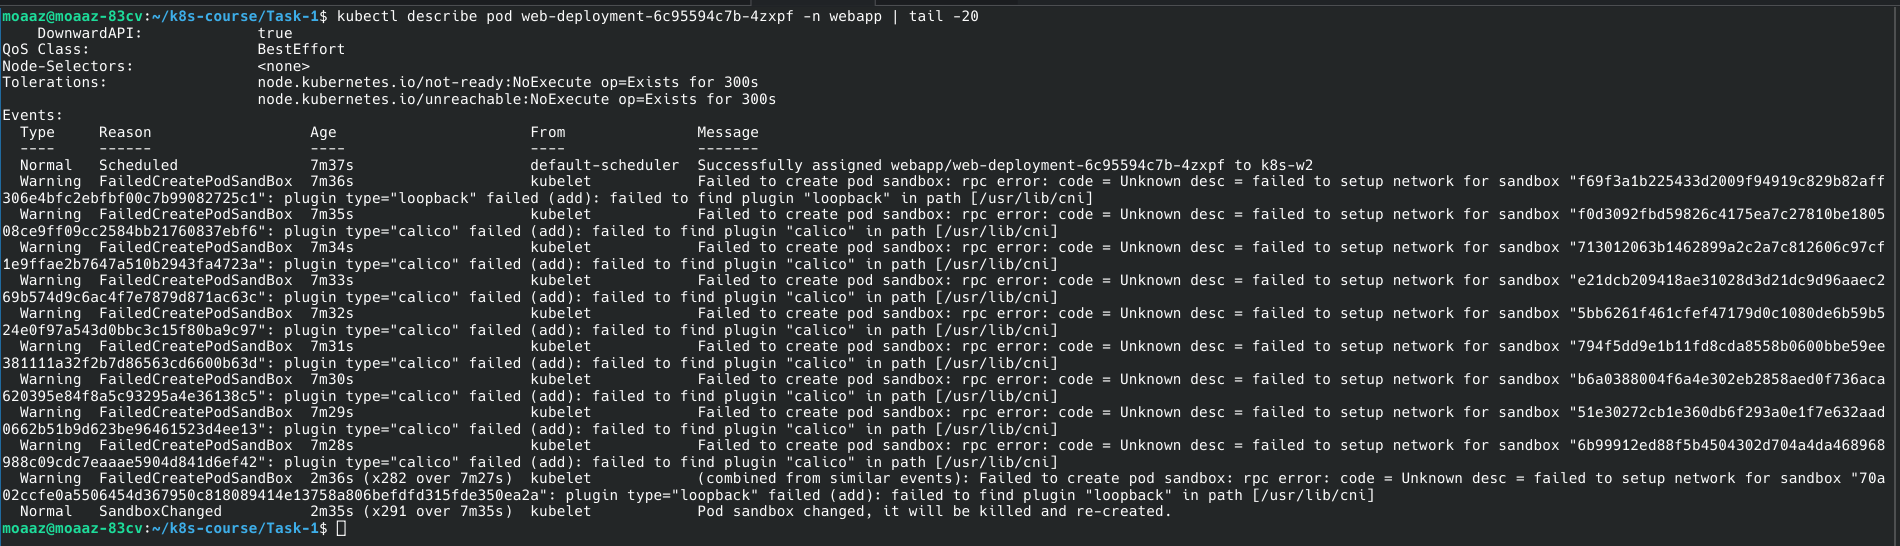 moaaz@moaaz-83cv:~/k8s-course/Task-1$ kubectl describe pod web-deployment-6c95594c7b-4zxpf -n webapp | tail -20
    DownwardAPI:             true
QoS Class:                   BestEffort
Node-Selectors:              <none>
Tolerations:                 node.kubernetes.io/not-ready:NoExecute op=Exists for 300s
                             node.kubernetes.io/unreachable:NoExecute op=Exists for 300s
Events:
  Type     Reason                  Age                      From               Message
  ----     ------                  ----                     ----               -------
  Normal   Scheduled               7m37s                    default-scheduler  Successfully assigned webapp/web-deployment-6c95594c7b-4zxpf to k8s-w2
  Warning  FailedCreatePodSandBox  7m36s                    kubelet            Failed to create pod sandbox: rpc error: code = Unknown desc = failed to setup network for sandbox "f69f3a1b225433d2009f94919c829b82aff
306e4bfc2ebfbf00c7b99082725c1": plugin type="loopback" failed (add): failed to find plugin "loopback" in path [/usr/lib/cni]
  Warning  FailedCreatePodSandBox  7m35s                    kubelet            Failed to create pod sandbox: rpc error: code = Unknown desc = failed to setup network for sandbox "f0d3092fbd59826c4175ea7c27810be1805
08ce9ff09cc2584bb21760837ebf6": plugin type="calico" failed (add): failed to find plugin "calico" in path [/usr/lib/cni]
  Warning  FailedCreatePodSandBox  7m34s                    kubelet            Failed to create pod sandbox: rpc error: code = Unknown desc = failed to setup network for sandbox "713012063b1462899a2c2a7c812606c97cf
1e9ffae2b7647a510b2943fa4723a": plugin type="calico" failed (add): failed to find plugin "calico" in path [/usr/lib/cni]
  Warning  FailedCreatePodSandBox  7m33s                    kubelet            Failed to create pod sandbox: rpc error: code = Unknown desc = failed to setup network for sandbox "e21dcb209418ae31028d3d21dc9d96aaec2
69b574d9c6ac4f7e7879d871ac63c": plugin type="calico" failed (add): failed to find plugin "calico" in path [/usr/lib/cni]
  Warning  FailedCreatePodSandBox  7m32s                    kubelet            Failed to create pod sandbox: rpc error: code = Unknown desc = failed to setup network for sandbox "5bb6261f461cfef47179d0c1080de6b59b5
24e0f97a543d0bbc3c15f80ba9c97": plugin type="calico" failed (add): failed to find plugin "calico" in path [/usr/lib/cni]
  Warning  FailedCreatePodSandBox  7m31s                    kubelet            Failed to create pod sandbox: rpc error: code = Unknown desc = failed to setup network for sandbox "794f5dd9e1b11fd8cda8558b0600bbe59ee
381111a32f2b7d86563cd6600b63d": plugin type="calico" failed (add): failed to find plugin "calico" in path [/usr/lib/cni]
  Warning  FailedCreatePodSandBox  7m30s                    kubelet            Failed to create pod sandbox: rpc error: code = Unknown desc = failed to setup network for sandbox "b6a0388004f6a4e302eb2858aed0f736aca
620395e84f8a5c93295a4e36138c5": plugin type="calico" failed (add): failed to find plugin "calico" in path [/usr/lib/cni]
  Warning  FailedCreatePodSandBox  7m29s                    kubelet            Failed to create pod sandbox: rpc error: code = Unknown desc = failed to setup network for sandbox "51e30272cb1e360db6f293a0e1f7e632aad
0662b51b9d623be96461523d4ee13": plugin type="calico" failed (add): failed to find plugin "calico" in path [/usr/lib/cni]
  Warning  FailedCreatePodSandBox  7m28s                    kubelet            Failed to create pod sandbox: rpc error: code = Unknown desc = failed to setup network for sandbox "6b99912ed88f5b4504302d704a4da468968
988c09cdc7eaaae5904d841d6ef42": plugin type="calico" failed (add): failed to find plugin "calico" in path [/usr/lib/cni]
  Warning  FailedCreatePodSandBox  2m36s (x282 over 7m27s)  kubelet            (combined from similar events): Failed to create pod sandbox: rpc error: code = Unknown desc = failed to setup network for sandbox "70a
02ccfe0a5506454d367950c818089414e13758a806befdfd315fde350ea2a": plugin type="loopback" failed (add): failed to find plugin "loopback" in path [/usr/lib/cni]
  Normal   SandboxChanged          2m35s (x291 over 7m35s)  kubelet            Pod sandbox changed, it will be killed and re-created.
moaaz@moaaz-83cv:~/k8s-course/Task-1$